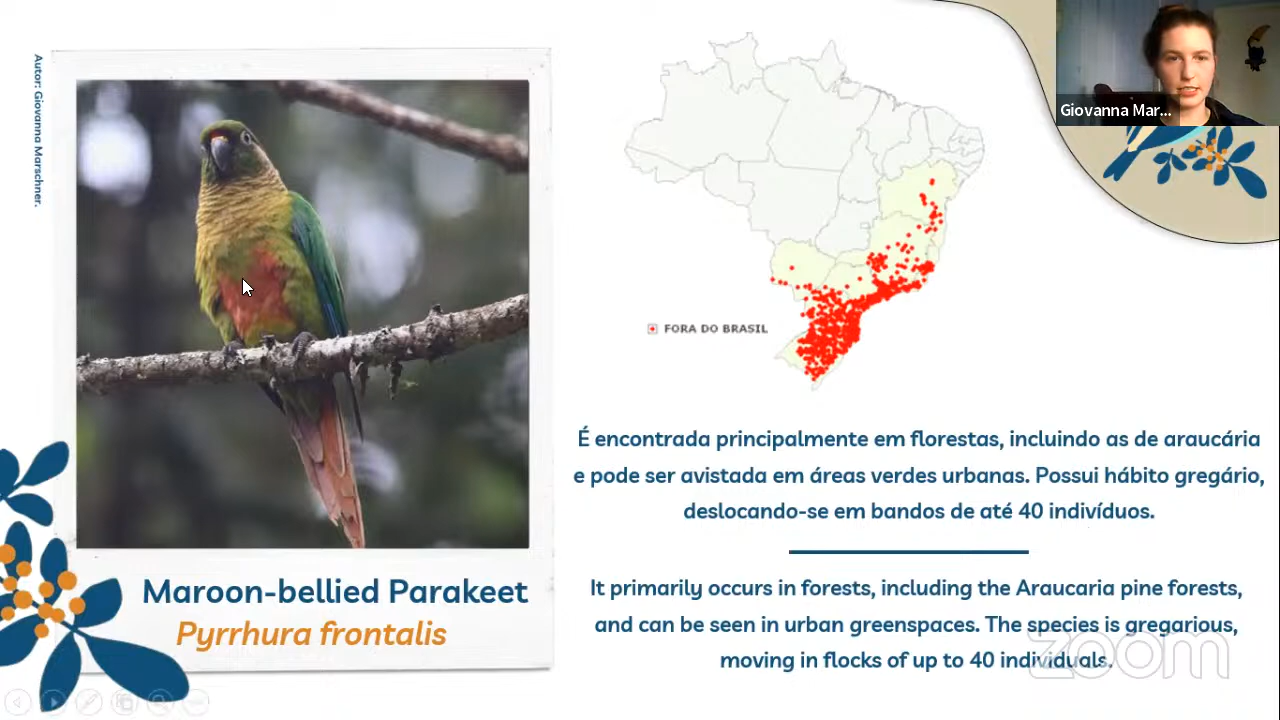 Autor: Giovanna Marschner.
Giovanna Mar...
FORA DO BRASIL
É encontrada principalmente em florestas, incluindo as de araucária
e pode ser avistada em áreas verdes urbanas. Possui hábito gregário,
deslocando-se em bandos de até 40 indivíduos.
Maroon-bellied Parakeet
Pyrrhura frontalis
It primarily occurs in forests, including the Araucaria pine forests,
and can be seen in urban greenspaces. The species is gregarious,
moving in flocks of up to 40 individuals.
zoom